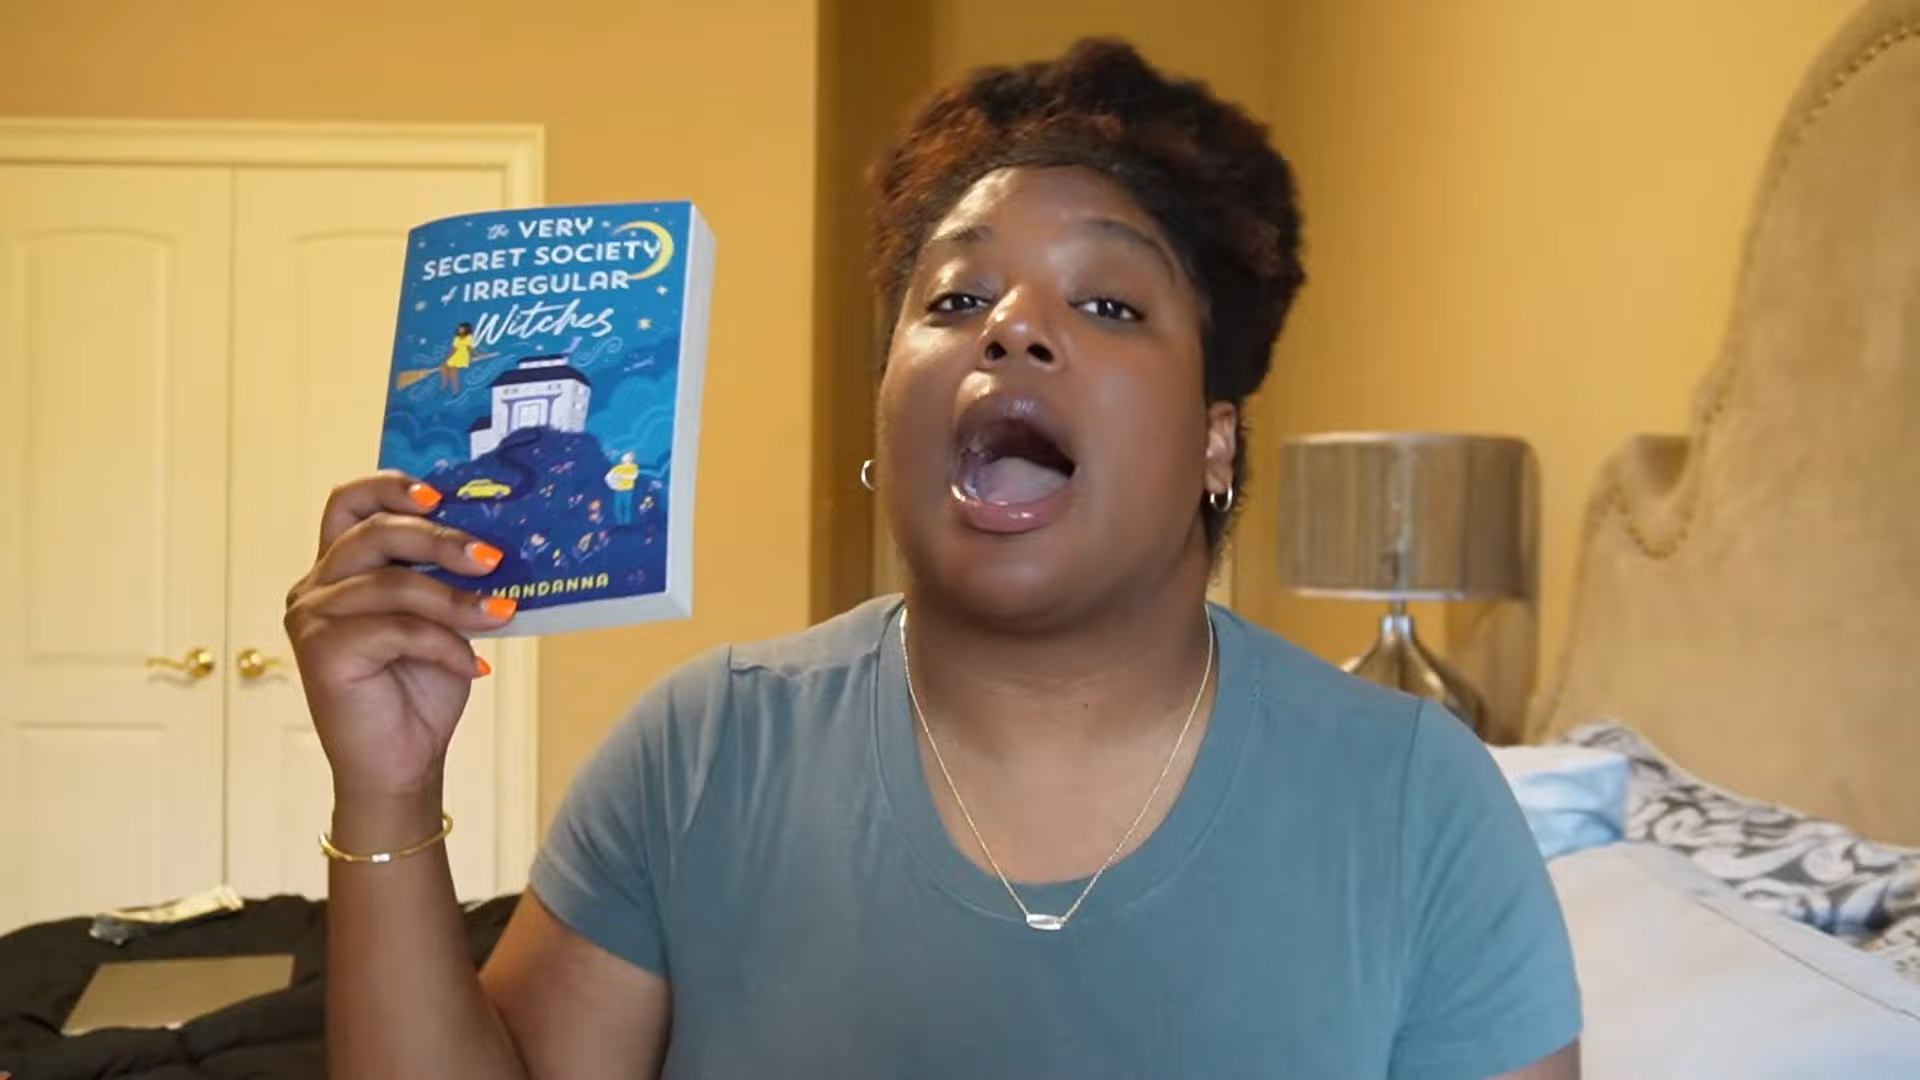 the VERY
SECRET SOCIETY
of IRREGULAR
Witches
MANDANNA